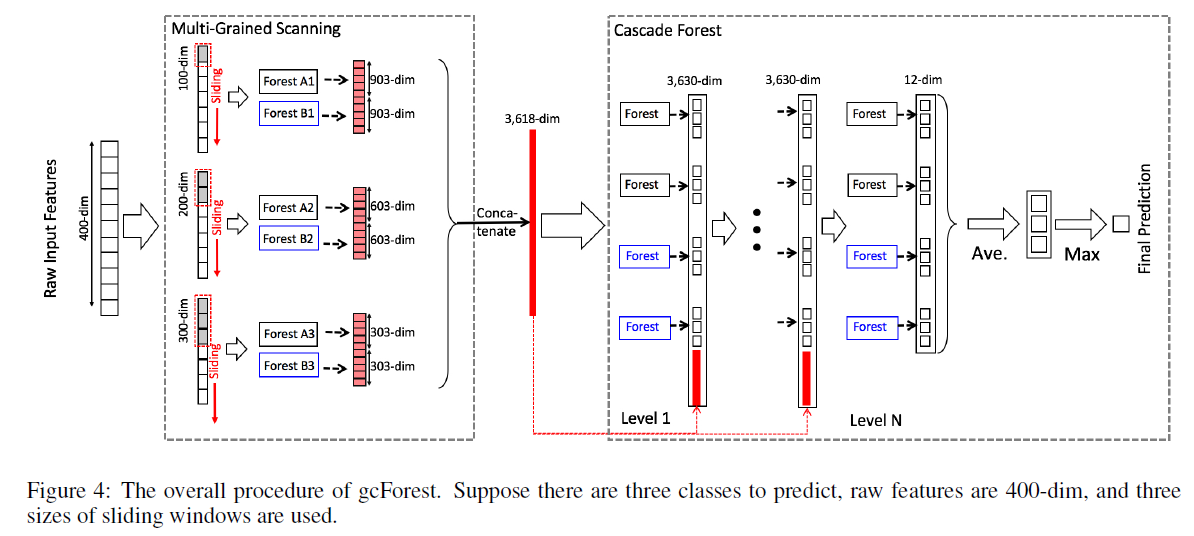 Multi-Grained Scanning
Cascade Forest
Raw Input Features
400-dim
100-dim
Sliding
Forest A1
Forest B1
903-dim
903-dim
200-dim
Sliding
Forest A2
Forest B2
603-dim
603-dim
300-dim
Sliding
Forest A3
Forest B3
303-dim
303-dim
Conca-
tenate
3,618-dim
3,630-dim
3,630-dim
12-dim
Forest
Forest
Forest
Forest
Forest
Forest
Forest
Forest
Level 1
Level N
Ave.
Max
Final Prediction
Figure 4: The overall procedure of gcForest. Suppose there are three classes to predict, raw features are 400-dim, and three
sizes of sliding windows are used.